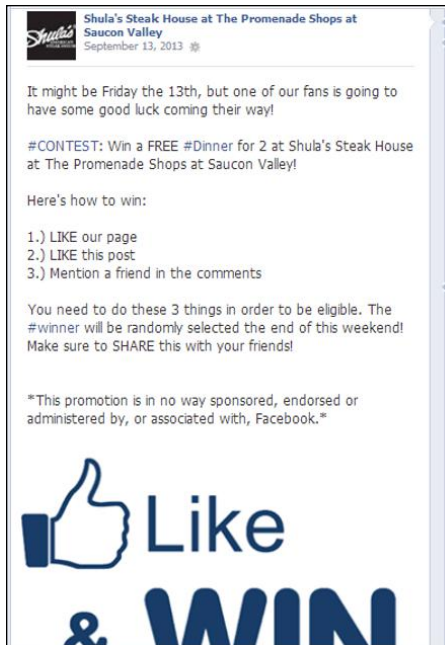 Shula's
Shula's Steak House at The Promenade Shops at
Saucon Valley
September 13, 2013
It might be Friday the 13th, but one of our fans is going to
have some good luck coming their way!
#CONTEST: Win a FREE #Dinner for 2 at Shula's Steak House
at The Promenade Shops at Saucon Valley!
Here's how to win:
1.) LIKE our page
2.) LIKE this post
3.) Mention a friend in the comments
You need to do these 3 things in order to be eligible. The
#winner will be randomly selected the end of this weekend!
Make sure to SHARE this with your friends!
*This promotion is in no way sponsored, endorsed or
administered by, or associated with, Facebook.*
Like
& WIN